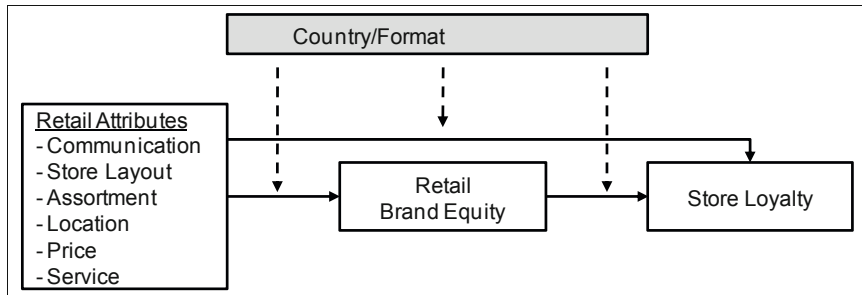 Country/Format
Retail Attributes
- Communication
- Store Layout
- Assortment
- Location
- Price
- Service
Retail
Brand Equity
Store Loyalty